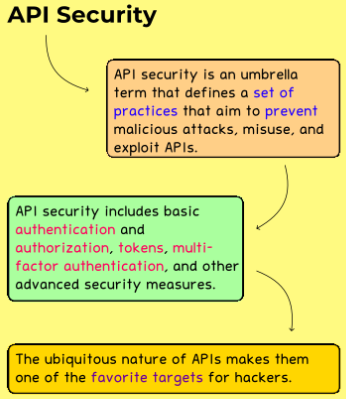 API Security
API security is an umbrella
term that defines a set of
practices that aim to prevent
malicious attacks, misuse, and
exploit APIs.
API security includes basic
authentication and
authorization, tokens, multi-
factor authentication, and other
advanced security measures.
The ubiquitous nature of APIs makes them
one of the favorite targets for hackers.